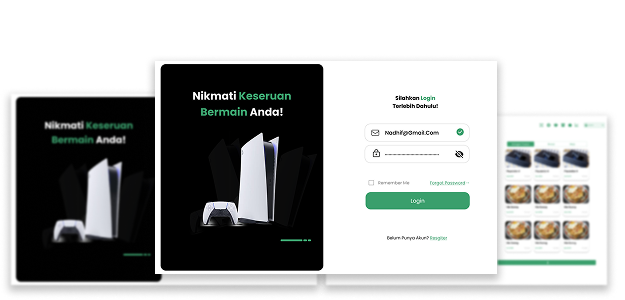 Nikmati Keseruan
Bermain Anda!
Silahkan Login
Terlebih Dahulu!
Nadhif@Gmail.Com
Remember Me
Forgot Password
Login
Belum Punya Akun? Resgiter
Nikmati Keseruan
Bermain Anda!